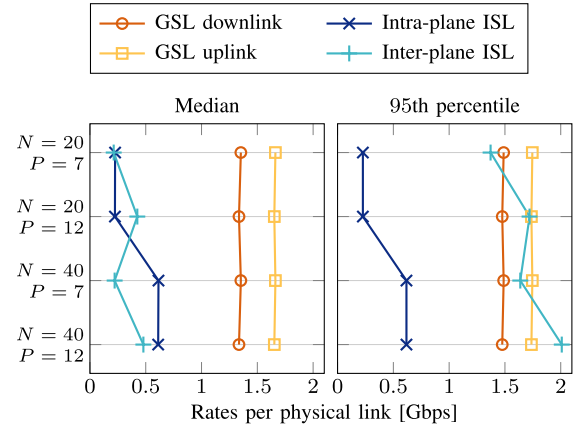 GSL downlink
Intra-plane ISL
GSL uplink
Inter-plane ISL
Median
95th percentile
N = 20
P = 7
N = 20
P = 12
N = 40
P = 7
N = 40
P = 12
0 0.5 1 1.5 2
0 0.5 1 1.5 2
Rates per physical link [Gbps]